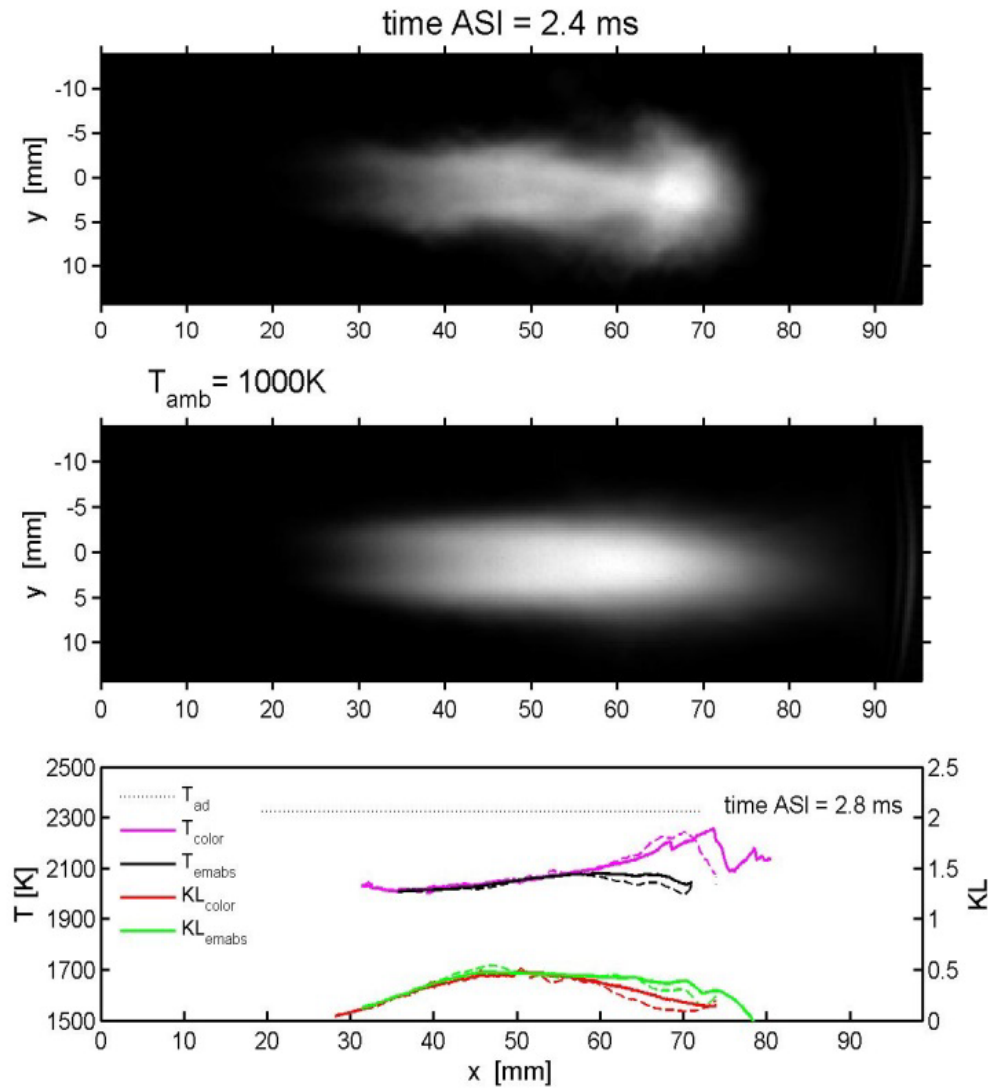 time ASI = 2.4 ms
-10
-5
0
5
10
y [mm]
0 10 20 30 40 50 60 70 80 90
T_amb = 1000K
-10
-5
0
5
10
y [mm]
0 10 20 30 40 50 60 70 80 90
2500 2.5
T_ad time ASI = 2.8 ms
2300 2
T_color
2100 1.5
T_emabs
1900 1
KL_color
KL_emabs
1700 0.5
1500 0
T [K]
KL
0 10 20 30 40 50 60 70 80 90
x [mm]